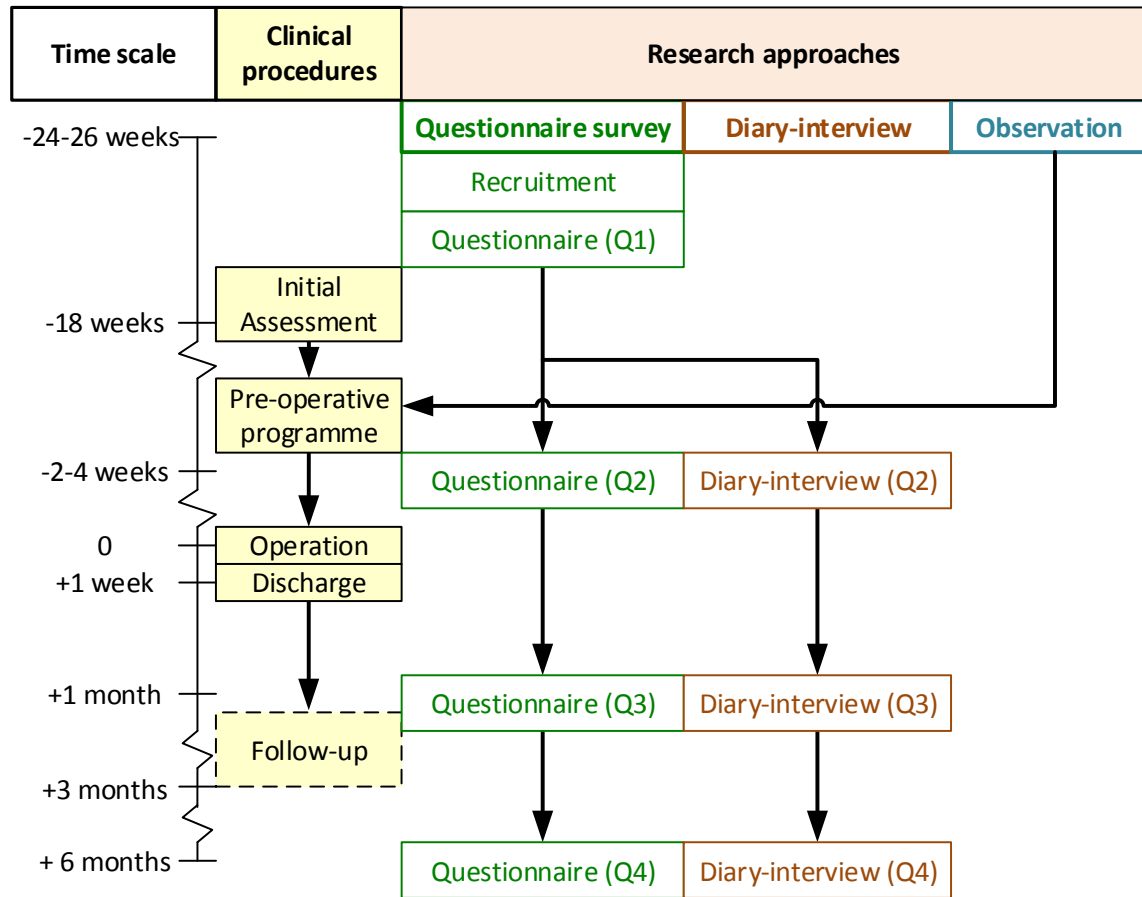 Time scale
Clinical
procedures
Research approaches
-24-26 weeks
Questionnaire survey
Diary-interview
Observation
Recruitment
Questionnaire (Q1)
Initial
Assessment
-18 weeks
Pre-operative
programme
-2-4 weeks
Questionnaire (Q2)
Diary-interview (Q2)
0
Operation
+1 week
Discharge
+1 month
Questionnaire (Q3)
Diary-interview (Q3)
Follow-up
+3 months
+ 6 months
Questionnaire (Q4)
Diary-interview (Q4)